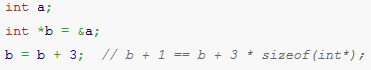 int a;
int *b = &a;
b = b + 3;  // b + 1 == b + 3 * sizeof(int*);